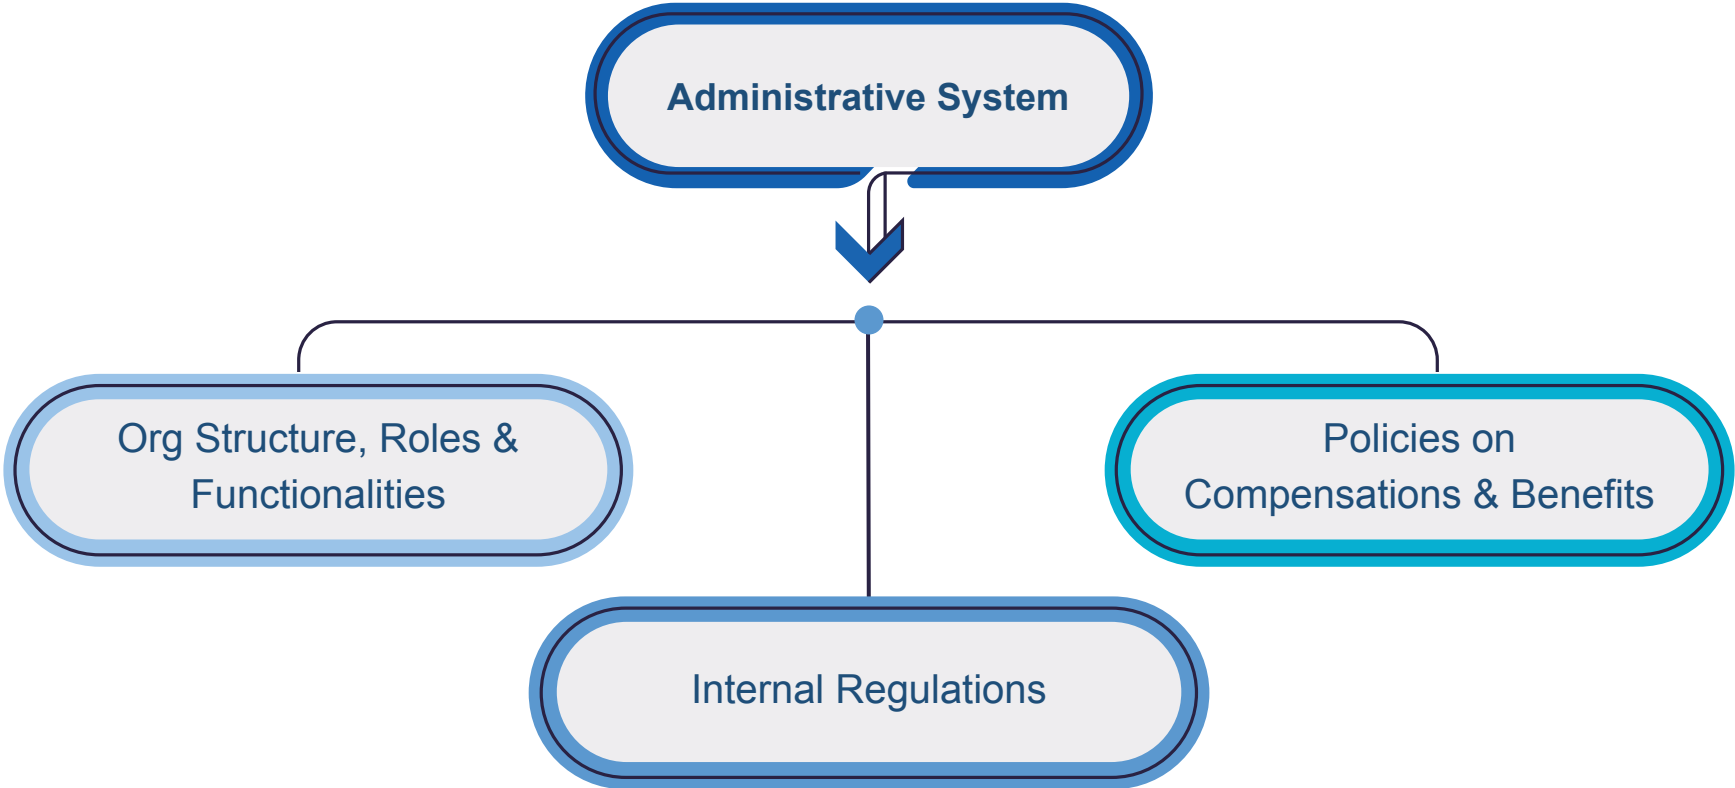 Administrative System
Org Structure, Roles &
Functionalities
Policies on
Compensations & Benefits
Internal Regulations